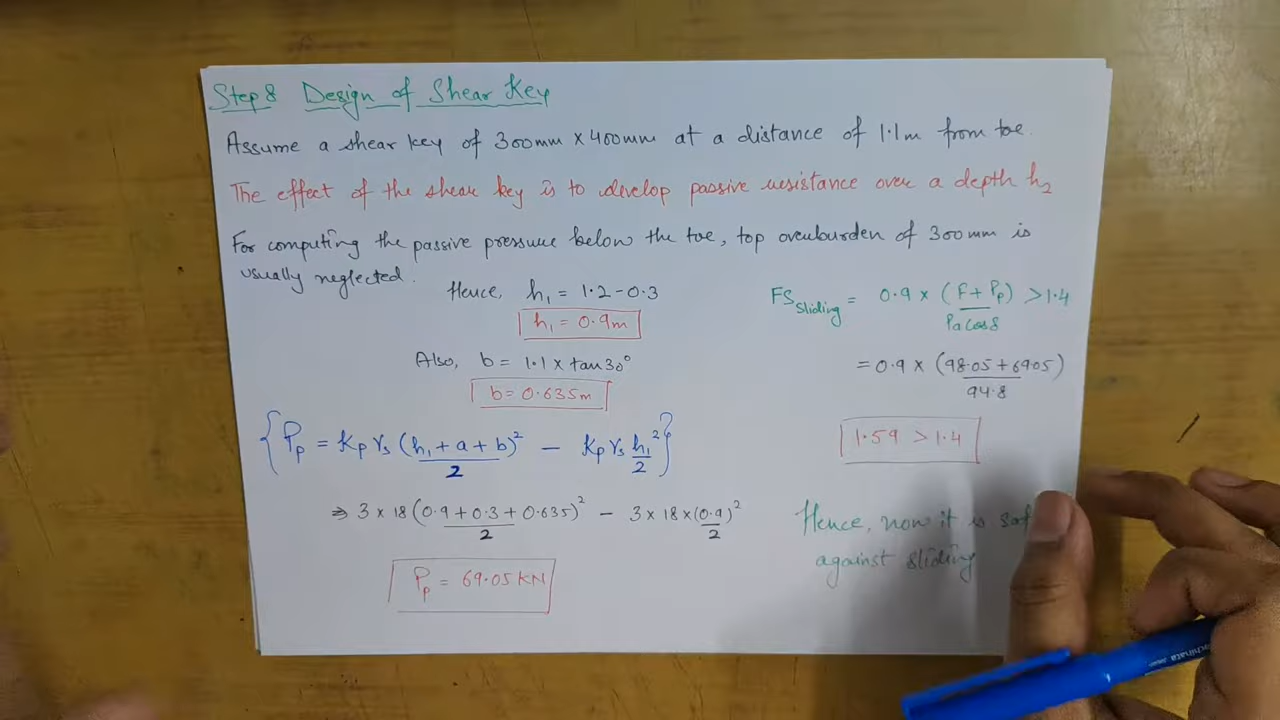 Step 8 Design of Shear Key
Assume a shear key of 300mm × 400mm at a distance of 1.1m from toe.
The effect of the shear key is to develop passive resistance over a depth h₂
For computing the passive pressure below the toe, top overburden of 300mm is
usually neglected.
Hence, h₁ = 1.2 - 0.3
h₁ = 0.9m
Also, b = 1.1 × tan 30°
b = 0.635m
{Pp = Kp γs (h₁ + a + b)²/2 - Kp γs h₁²/2}
⇒ 3 × 18 (0.9 + 0.3 + 0.635)²/2 - 3 × 18 × (0.9)²/2
Pp = 69.05 KN
FS Sliding = 0.9 × (F + Pp)/Pa cos δ > 1.4
= 0.9 × (98.05 + 69.05)/94.8
1.59 > 1.4
Hence, now it is
against sliding